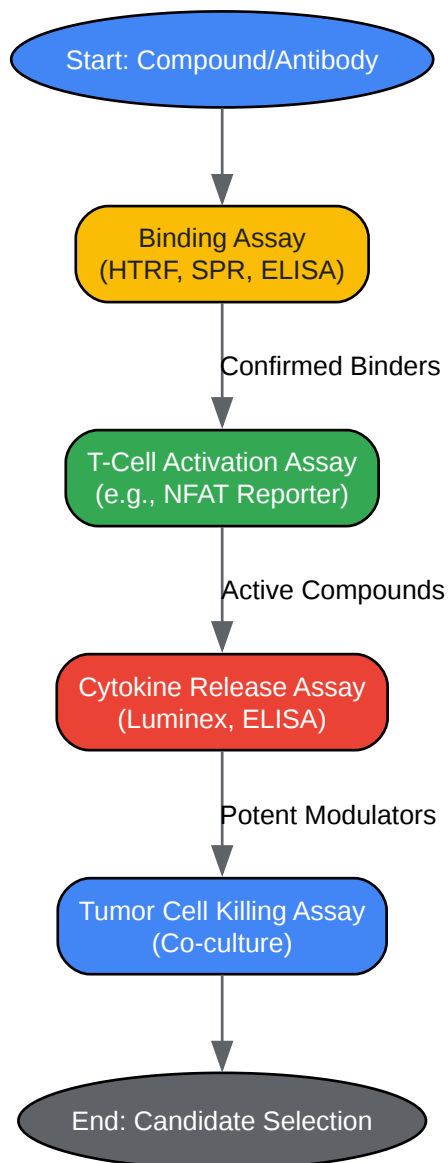 Start: Compound/Antibody
Binding Assay
(HTRF, SPR, ELISA)
Confirmed Binders
T-Cell Activation Assay
(e.g., NFAT Reporter)
Active Compounds
Cytokine Release Assay
(Luminex, ELISA)
Potent Modulators
Tumor Cell Killing Assay
(Co-culture)
End: Candidate Selection